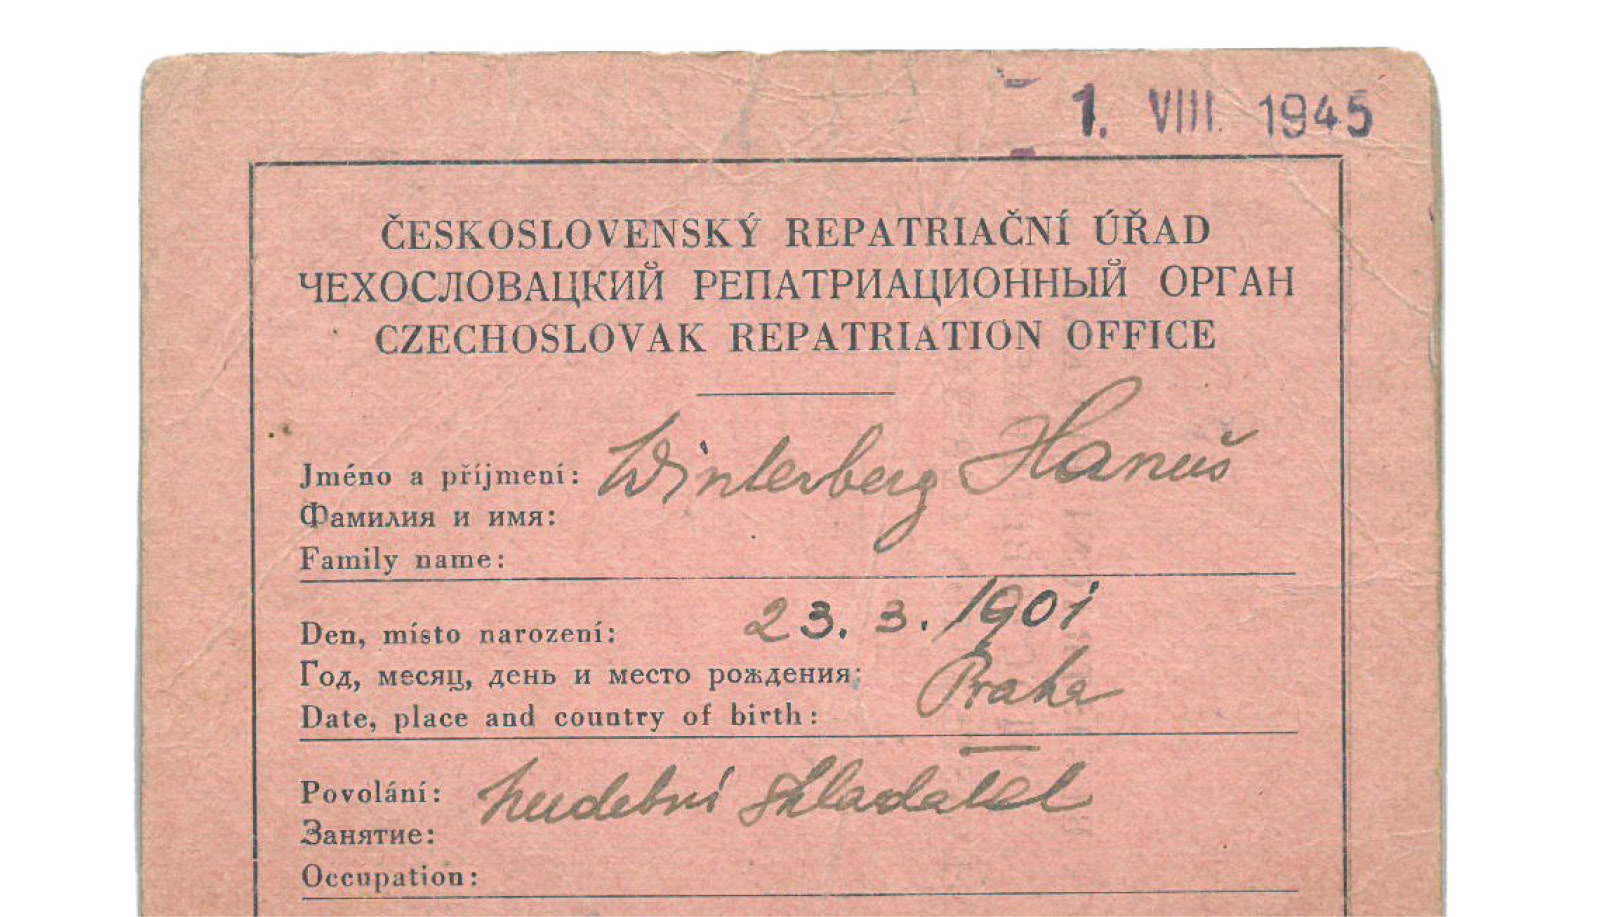 1. VIII. 1945
ČESKOSLOVENSKÝ REPATRIAČNÍ ÚŘAD
ЧЕХОСЛОВАЦКИЙ РЕПАТРИАЦИОННЫЙ ОРГАН
CZECHOSLOVAK REPATRIATION OFFICE
Jméno a příjmení: Winterberg Hanuš
Фамилия и имя:
Family name:
Den, místo narození: 23. 3. 1901
Год, месяц, день и место рождения: Praha
Date, place and country of birth:
Povolání: hudební skladatel
Занятие:
Occupation: